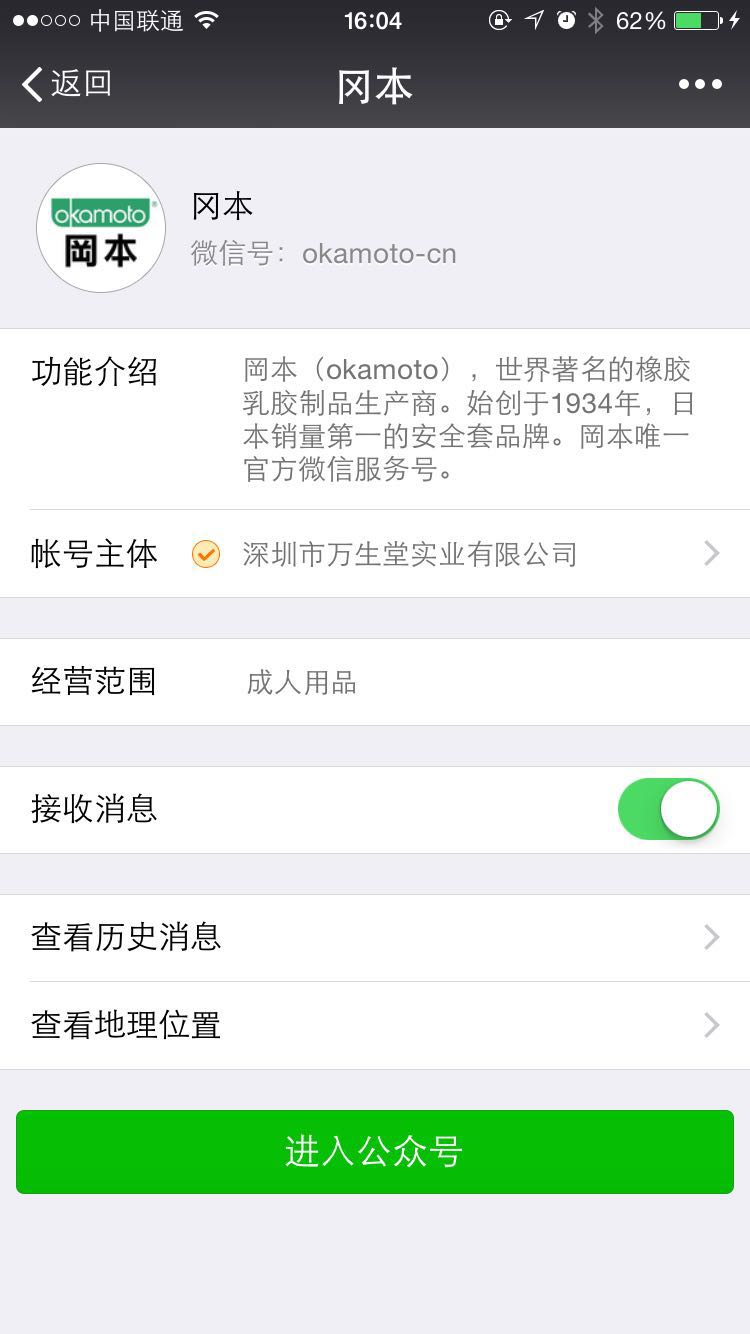 中国联通
16:04
62%
返回
冈本
okamoto
岡本
冈本
微信号：okamoto-cn
功能介绍
冈本（okamoto），世界著名的橡胶
乳胶制品生产商。始创于1934年，日
本销量第一的安全套品牌。冈本唯一
官方微信服务号。
帐号主体
深圳市万生堂实业有限公司
经营范围
成人用品
接收消息
查看历史消息
查看地理位置
进入公众号